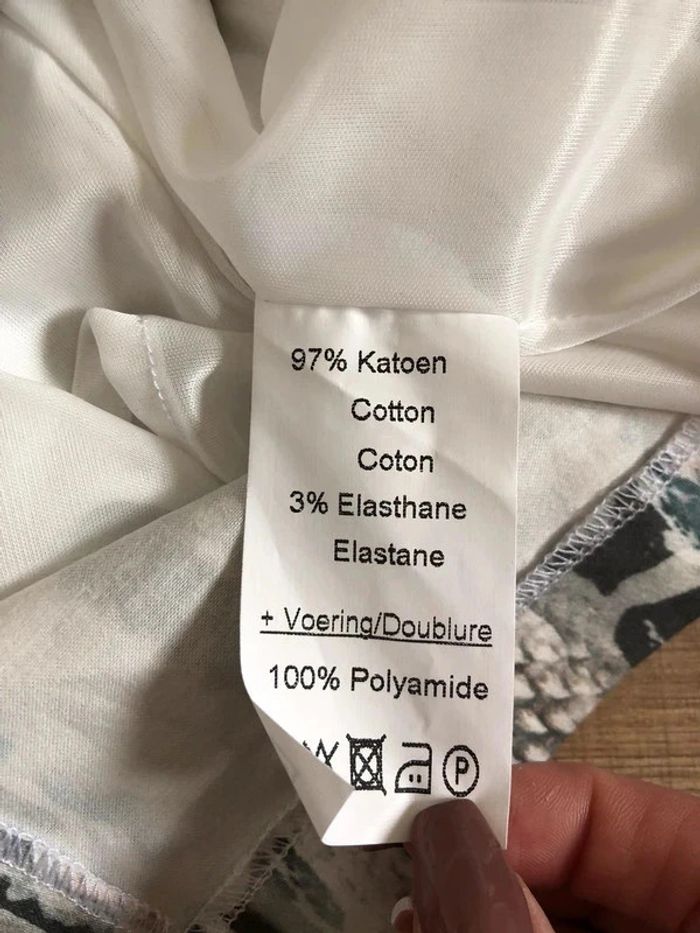 97% Katoen
Cotton
Coton
3% Elasthane
Elastane
+ Voering/Doublure
100% Polyamide
P